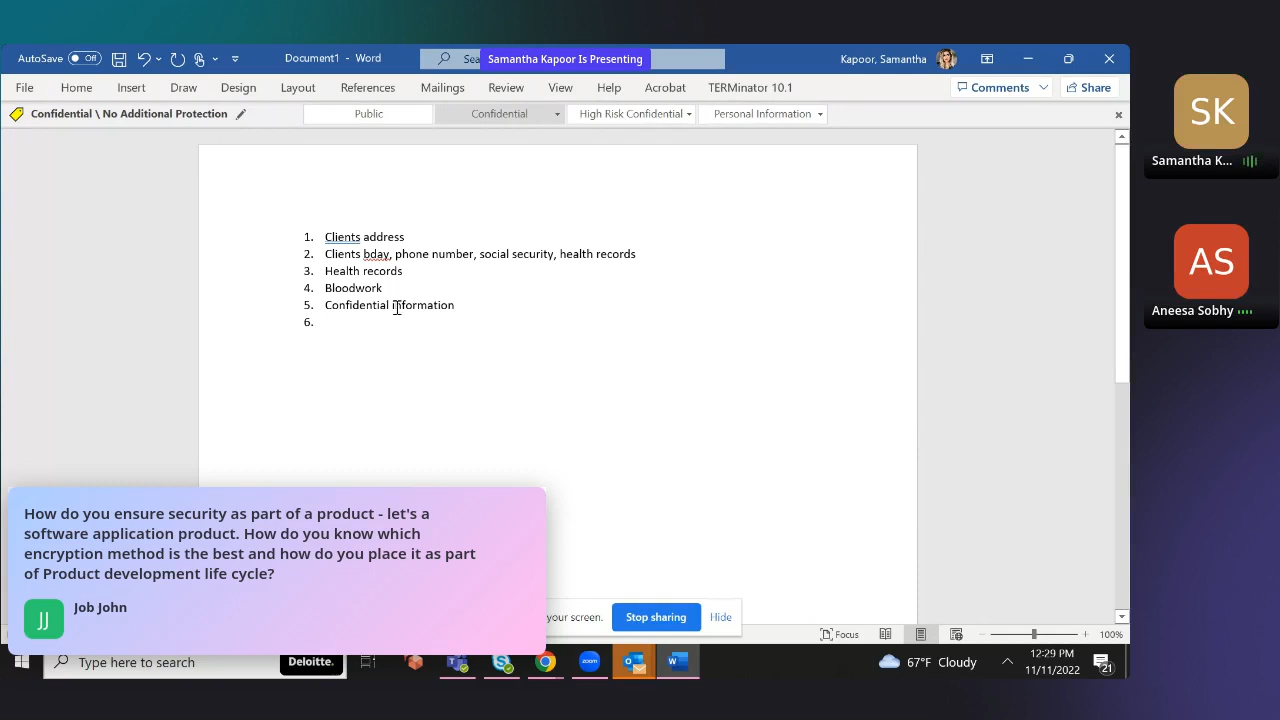 AutoSave Off Document1 - Word Sea Samantha Kapoor Is Presenting Kapoor, Samantha
File Home Insert Draw Design Layout References Mailings Review View Help Acrobat TERMinator 10.1 Comments Share
Confidential \ No Additional Protection Public Confidential High Risk Confidential Personal Information
SK
Samantha K...
AS
Aneesa Sobhy
1. Clients address
2. Clients bday, phone number, social security, health records
3. Health records
4. Bloodwork
5. Confidential information
6.
How do you ensure security as part of a product - let's a
software application product. How do you know which
encryption method is the best and how do you place it as part
of Product development life cycle?
JJ Job John
your screen. Stop sharing Hide
Focus 100%
Type here to search Deloitte. zoom 67°F Cloudy 12:29 PM
11/11/2022 21